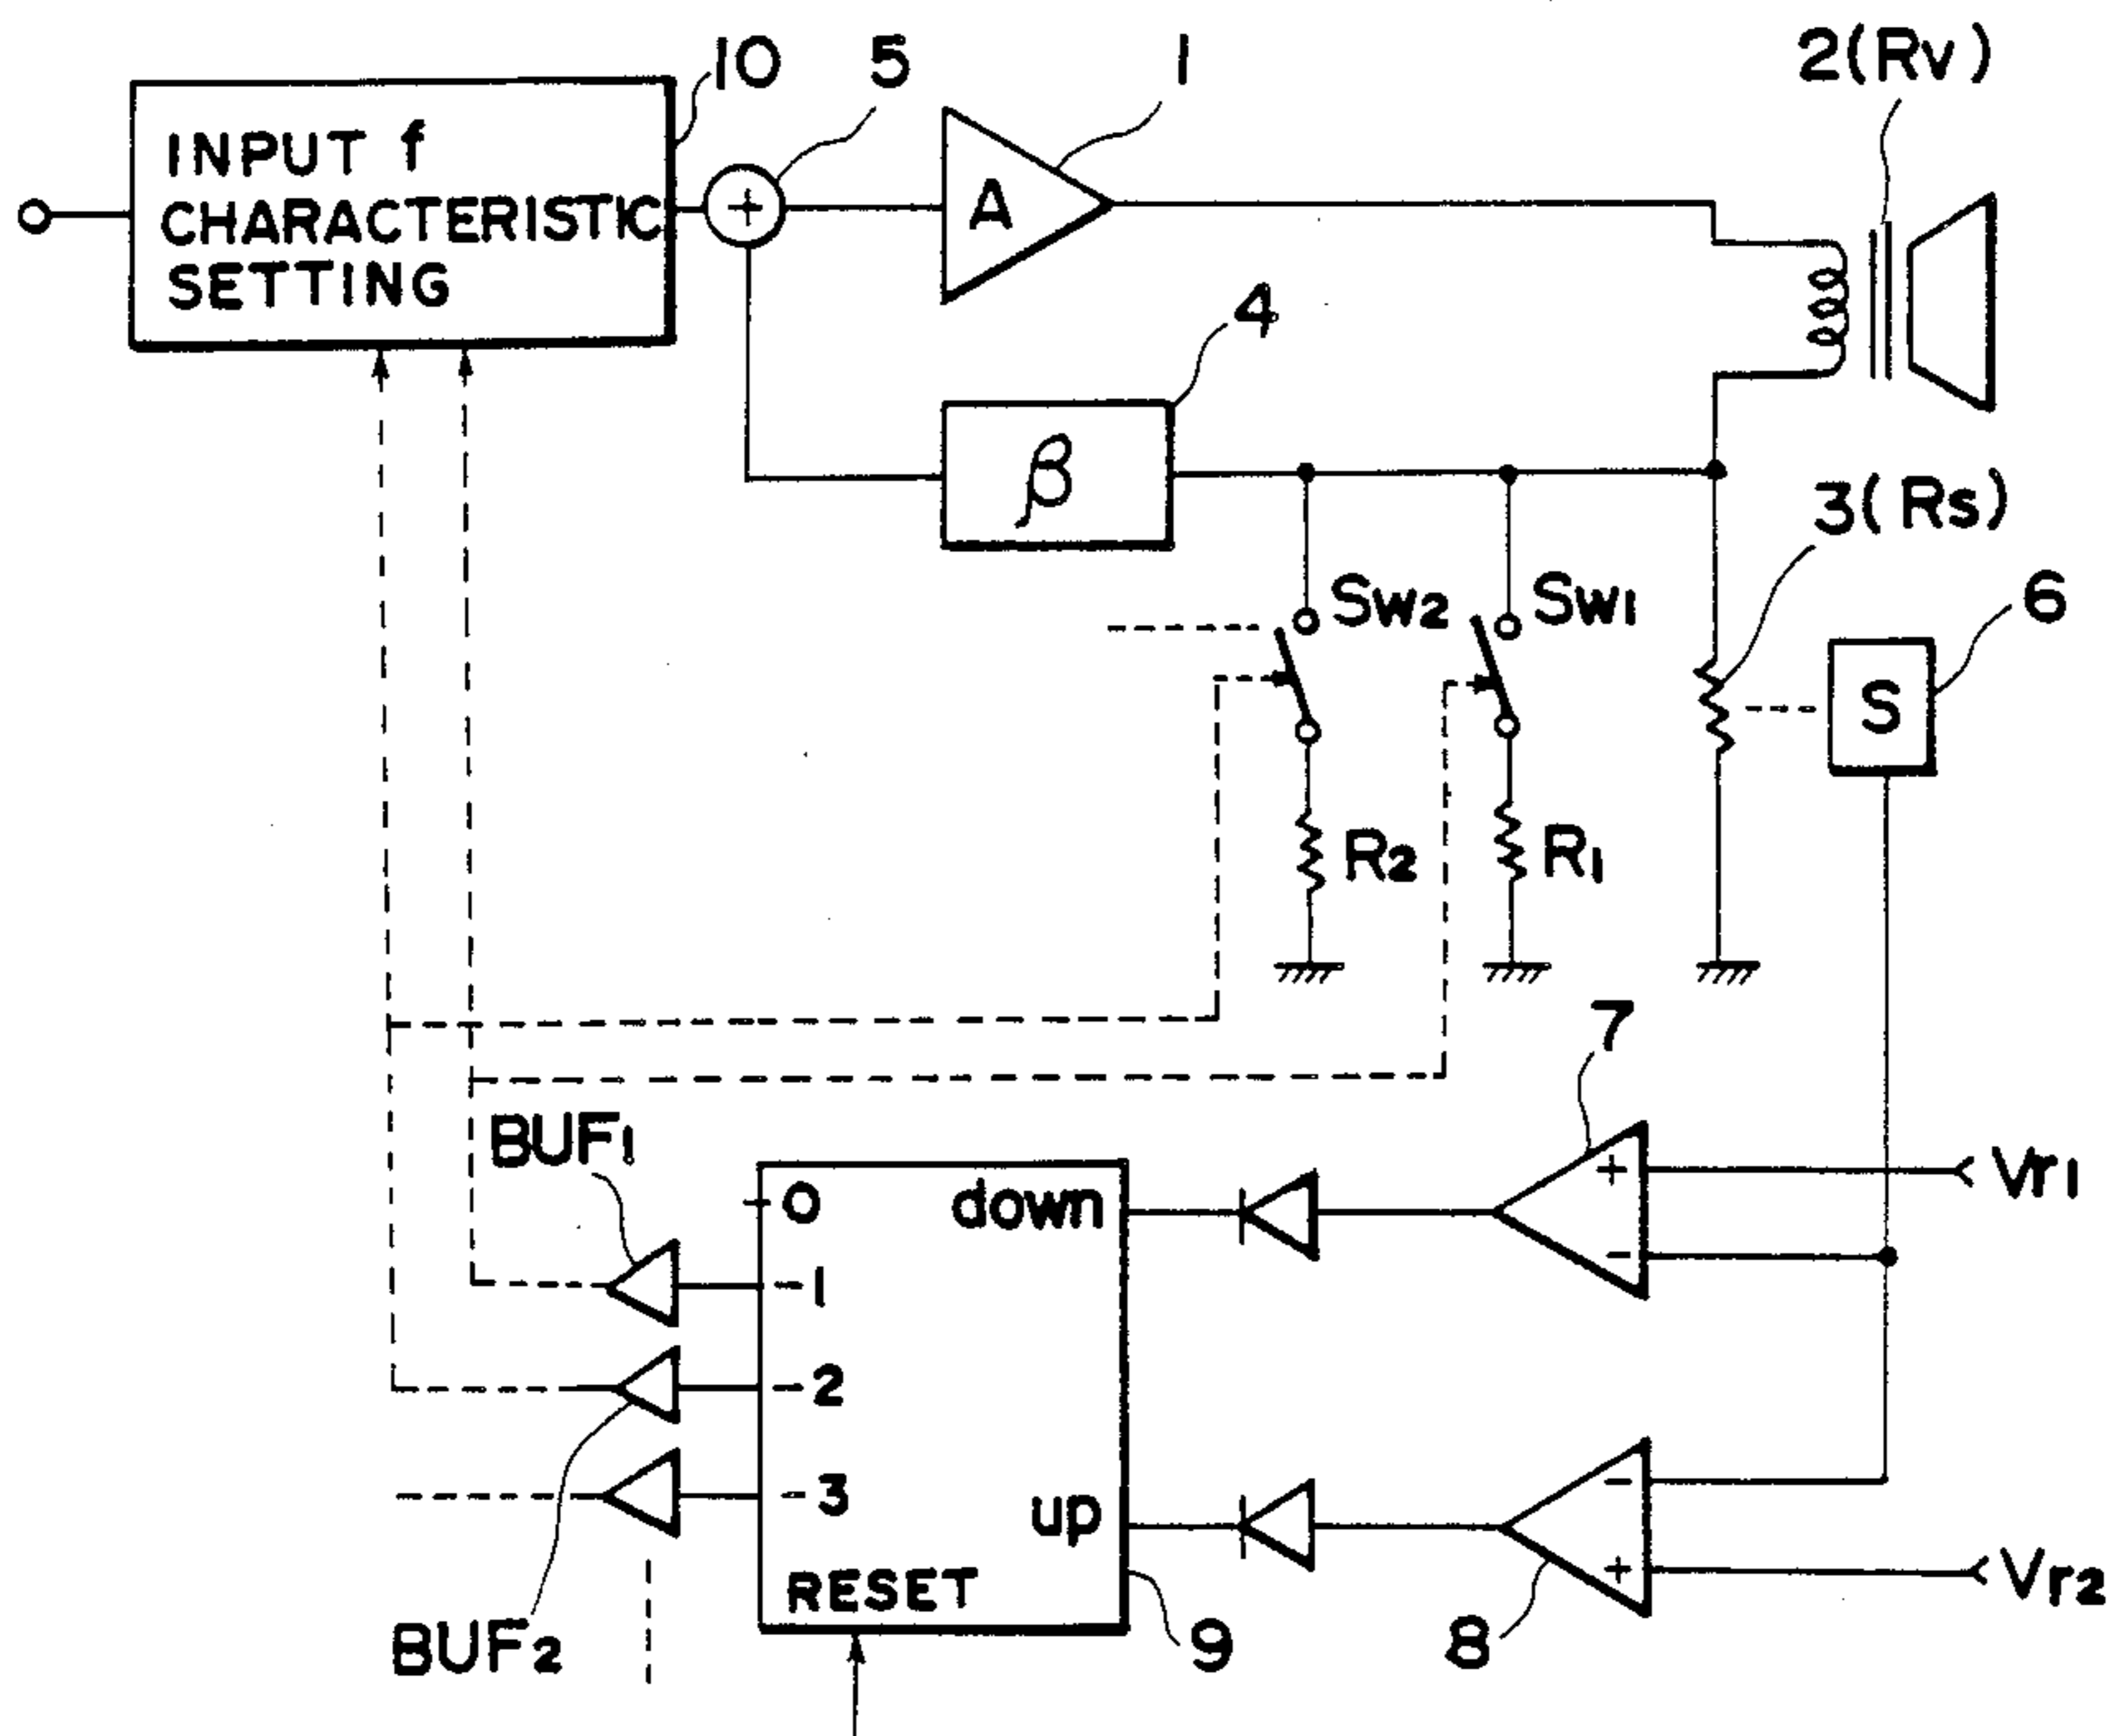 10
5
1
2(Rv)
INPUT f
CHARACTERISTIC
SETTING
+
A
4
β
3(Rs)
SW2
SW1
6
S
R2
R1
7
BUF1
+
Vr1
0
down
-
1
2
-
3
up
+
Vr2
RESET
BUF2
9
8